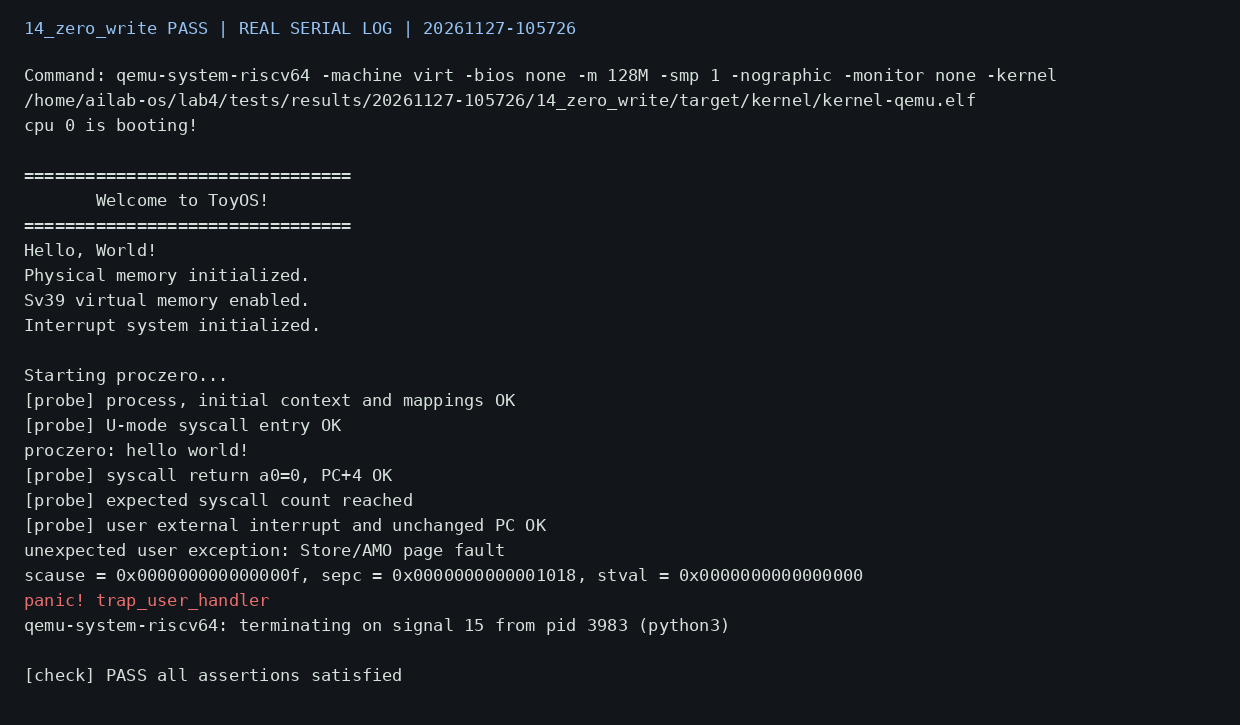 14_zero_write PASS | REAL SERIAL LOG | 20261127-105726
Command: qemu-system-riscv64 -machine virt -bios none -m 128M -smp 1 -nographic -monitor none -kernel
/home/ailab-os/lab4/tests/results/20261127-105726/14_zero_write/target/kernel/kernel-qemu.elf
cpu 0 is booting!
================================
       Welcome to ToyOS!
================================
Hello, World!
Physical memory initialized.
Sv39 virtual memory enabled.
Interrupt system initialized.
Starting proczero...
[probe] process, initial context and mappings OK
[probe] U-mode syscall entry OK
proczero: hello world!
[probe] syscall return a0=0, PC+4 OK
[probe] expected syscall count reached
[probe] user external interrupt and unchanged PC OK
unexpected user exception: Store/AMO page fault
scause = 0x000000000000000f, sepc = 0x0000000000001018, stval = 0x0000000000000000
panic! trap_user_handler
qemu-system-riscv64: terminating on signal 15 from pid 3983 (python3)
[check] PASS all assertions satisfied